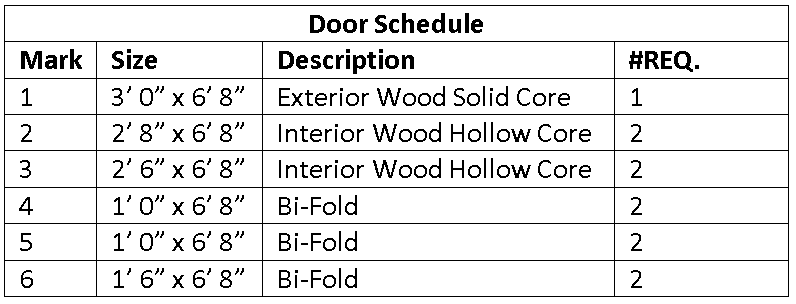 Door Schedule
Mark Size Description #REQ.
1 3’ 0” x 6’ 8” Exterior Wood Solid Core 1
2 2’ 8” x 6’ 8” Interior Wood Hollow Core 2
3 2’ 6” x 6’ 8” Interior Wood Hollow Core 2
4 1’ 0” x 6’ 8” Bi-Fold 2
5 1’ 0” x 6’ 8” Bi-Fold 2
6 1’ 6” x 6’ 8” Bi-Fold 2